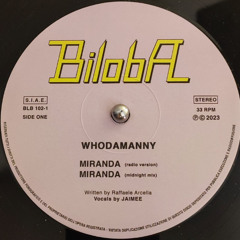 BilobA
S.I.A.E.
BLB 102-1
SIDE ONE
STEREO
33 RPM
℗ © 2023
WHODAMANNY
MIRANDA (radio version)
MIRANDA (midnight mix)
Written by Raffaele Arcella
Vocals by JAIMEE